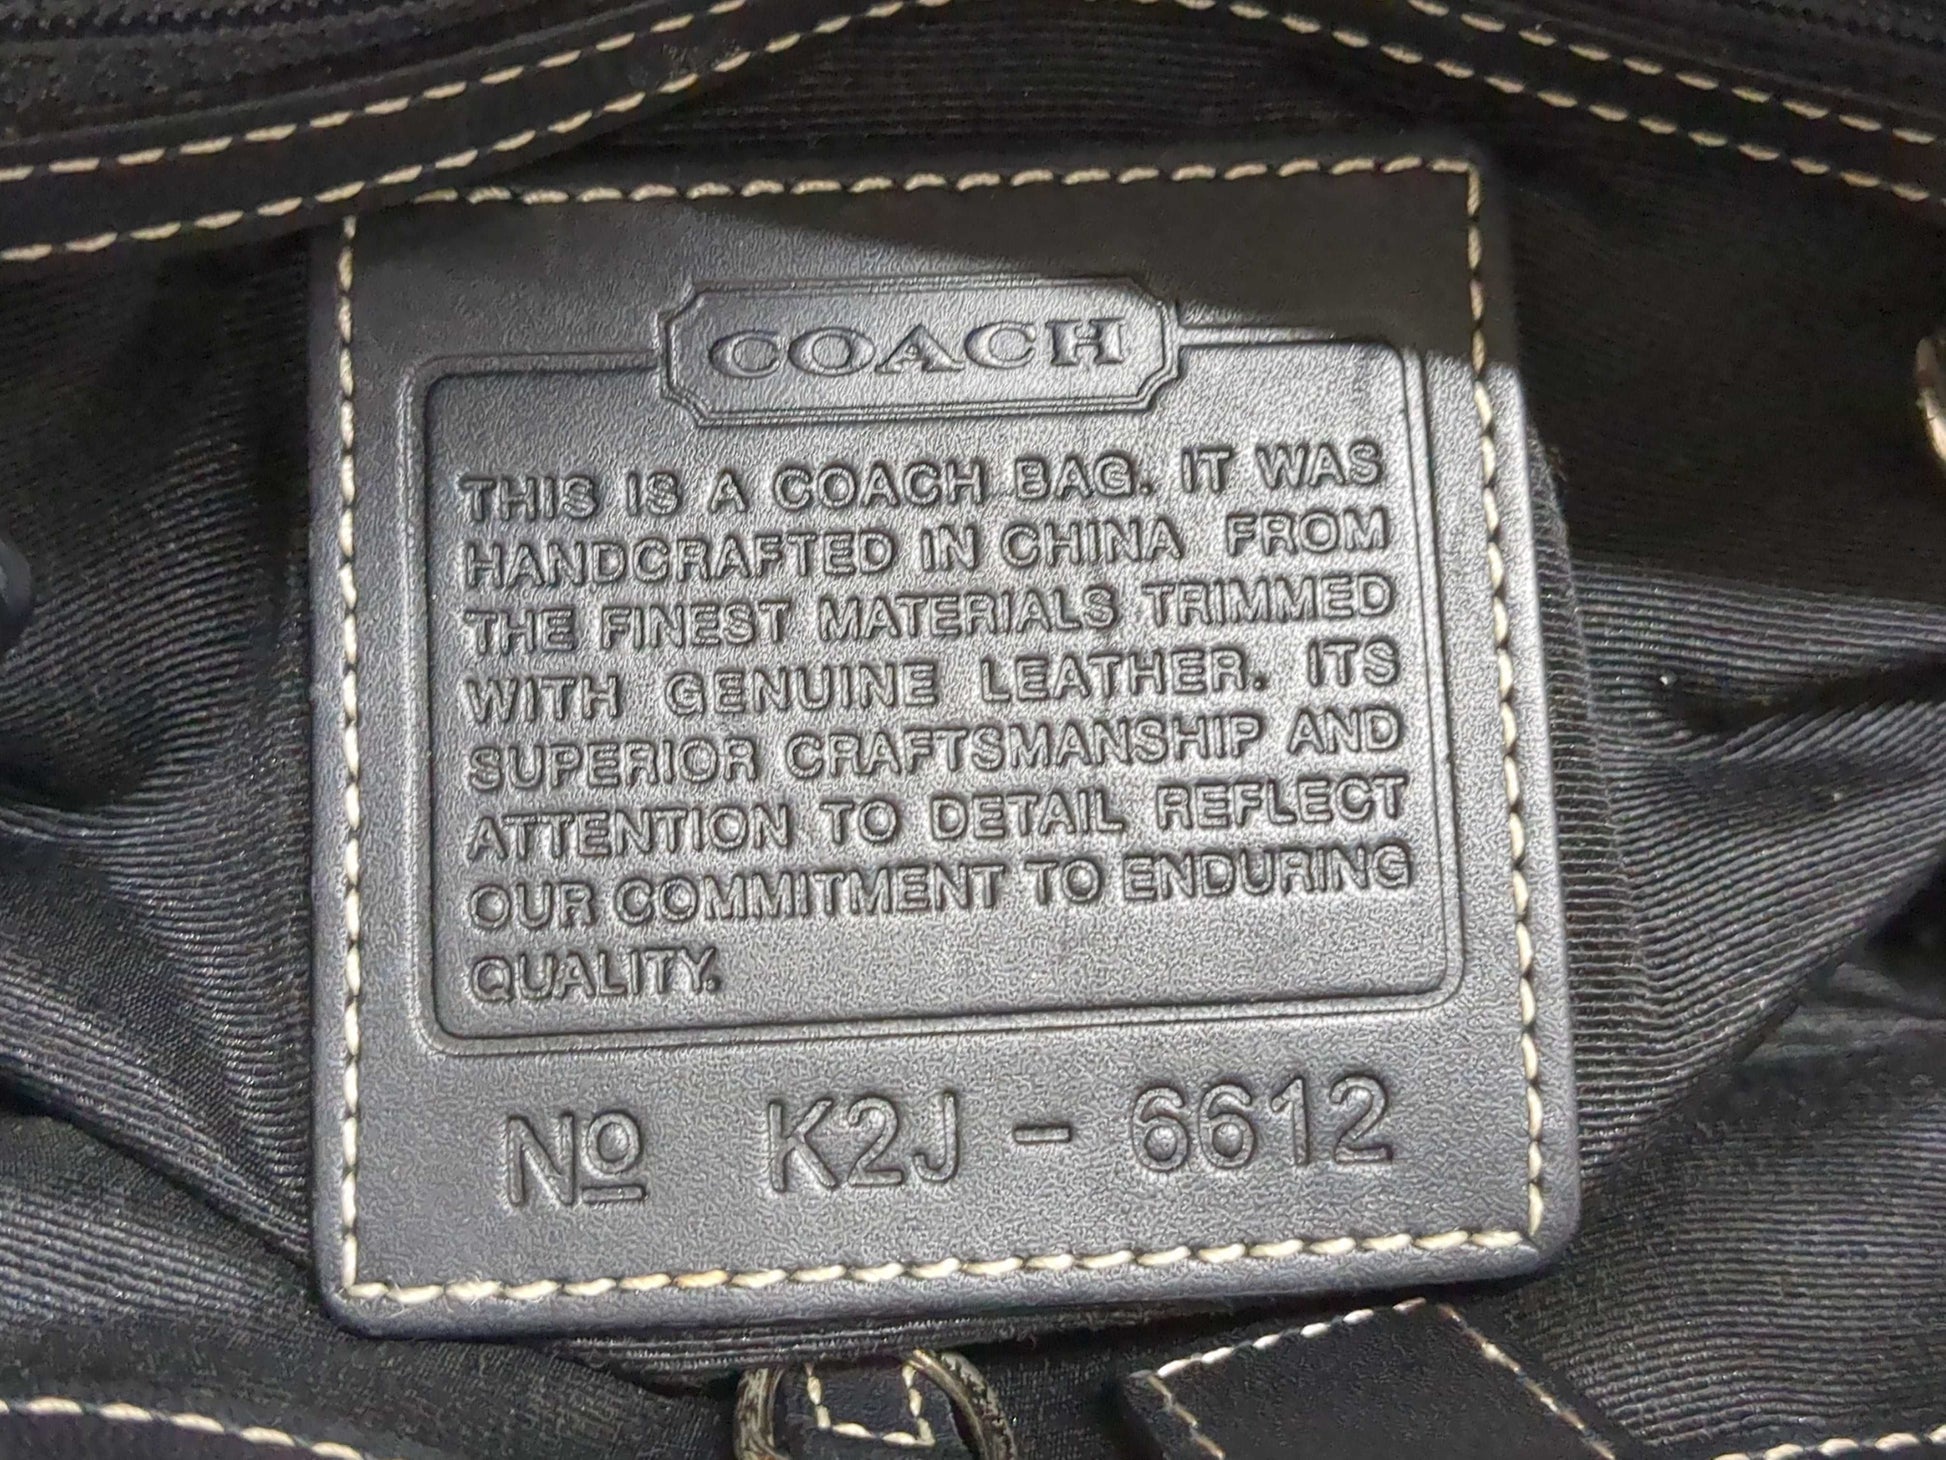 COACH
THIS IS A COACH BAG. IT WAS
HANDCRAFTED IN CHINA FROM
THE FINEST MATERIALS TRIMMED
WITH GENUINE LEATHER. ITS
SUPERIOR CRAFTSMANSHIP AND
ATTENTION TO DETAIL REFLECT
OUR COMMITMENT TO ENDURING
QUALITY.
№ K2J - 6612